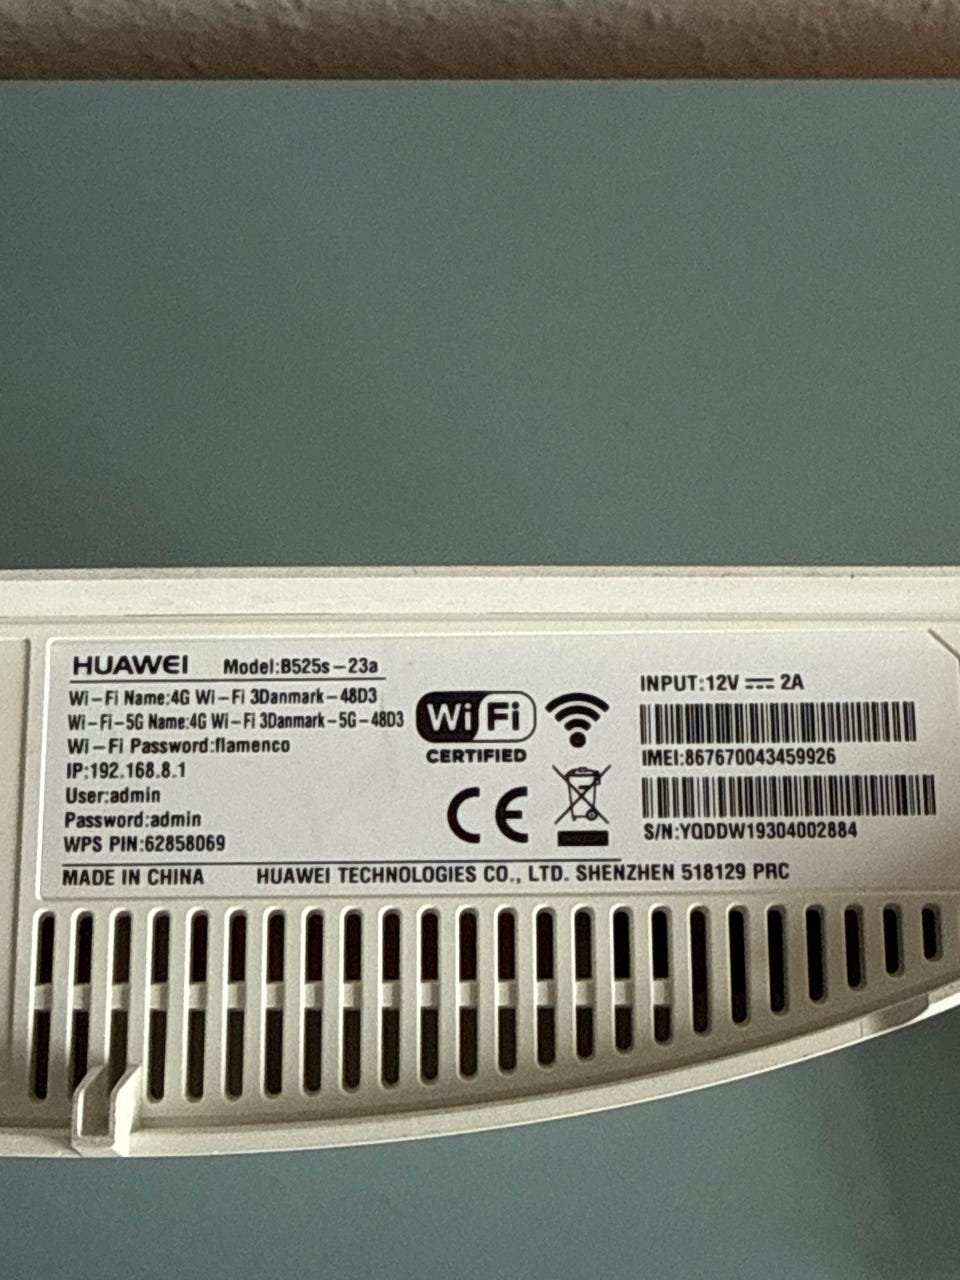 HUAWEI Model:B525s-23a
Wi-Fi Name:4G Wi-Fi 3Danmark-48D3
Wi-Fi-5G Name:4G Wi-Fi 3Danmark-5G-48D3
Wi-Fi Password:flamenco
IP:192.168.8.1
User:admin
Password:admin
WPS PIN:62858069
Wi Fi
CERTIFIED
CE
INPUT:12V ⎓ 2A
IMEI:867670043459926
S/N:YQDDW19304002884
MADE IN CHINA HUAWEI TECHNOLOGIES CO., LTD. SHENZHEN 518129 PRC